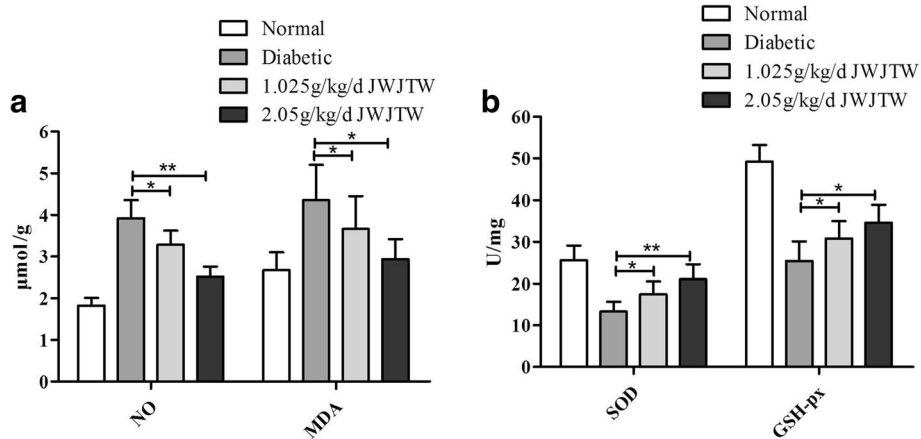 Normal
Diabetic
1.025g/kg/d JWJTW
2.05g/kg/d JWJTW
a
6
5
4
3
2
1
0
µmol/g
*
**
*
*
NO
MDA
Normal
Diabetic
1.025g/kg/d JWJTW
2.05g/kg/d JWJTW
b
60
50
40
30
20
10
0
U/mg
*
**
*
*
SOD
GSH-px